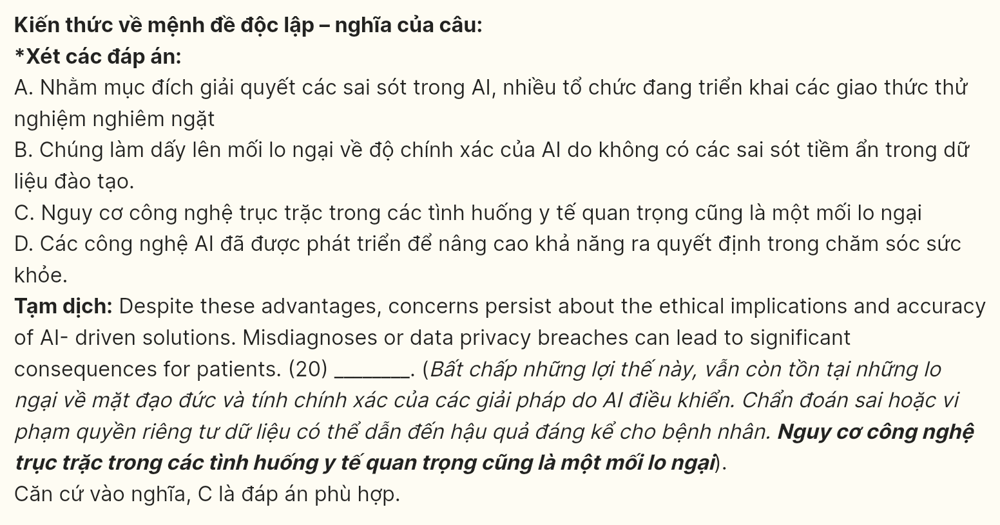 Kiến thức về mệnh đề độc lập – nghĩa của câu:
*Xét các đáp án:
A. Nhằm mục đích giải quyết các sai sót trong AI, nhiều tổ chức đang triển khai các giao thức thử
nghiệm nghiêm ngặt
B. Chúng làm dấy lên mối lo ngại về độ chính xác của AI do không có các sai sót tiềm ẩn trong dữ
liệu đào tạo.
C. Nguy cơ công nghệ trục trặc trong các tình huống y tế quan trọng cũng là một mối lo ngại
D. Các công nghệ AI đã được phát triển để nâng cao khả năng ra quyết định trong chăm sóc sức
khỏe.
Tạm dịch: Despite these advantages, concerns persist about the ethical implications and accuracy
of AI- driven solutions. Misdiagnoses or data privacy breaches can lead to significant
consequences for patients. (20) ________. (Bất chấp những lợi thế này, vẫn còn tồn tại những lo
ngại về mặt đạo đức và tính chính xác của các giải pháp do AI điều khiển. Chẩn đoán sai hoặc vi
phạm quyền riêng tư dữ liệu có thể dẫn đến hậu quả đáng kể cho bệnh nhân. Nguy cơ công nghệ
trục trặc trong các tình huống y tế quan trọng cũng là một mối lo ngại).
Căn cứ vào nghĩa, C là đáp án phù hợp.